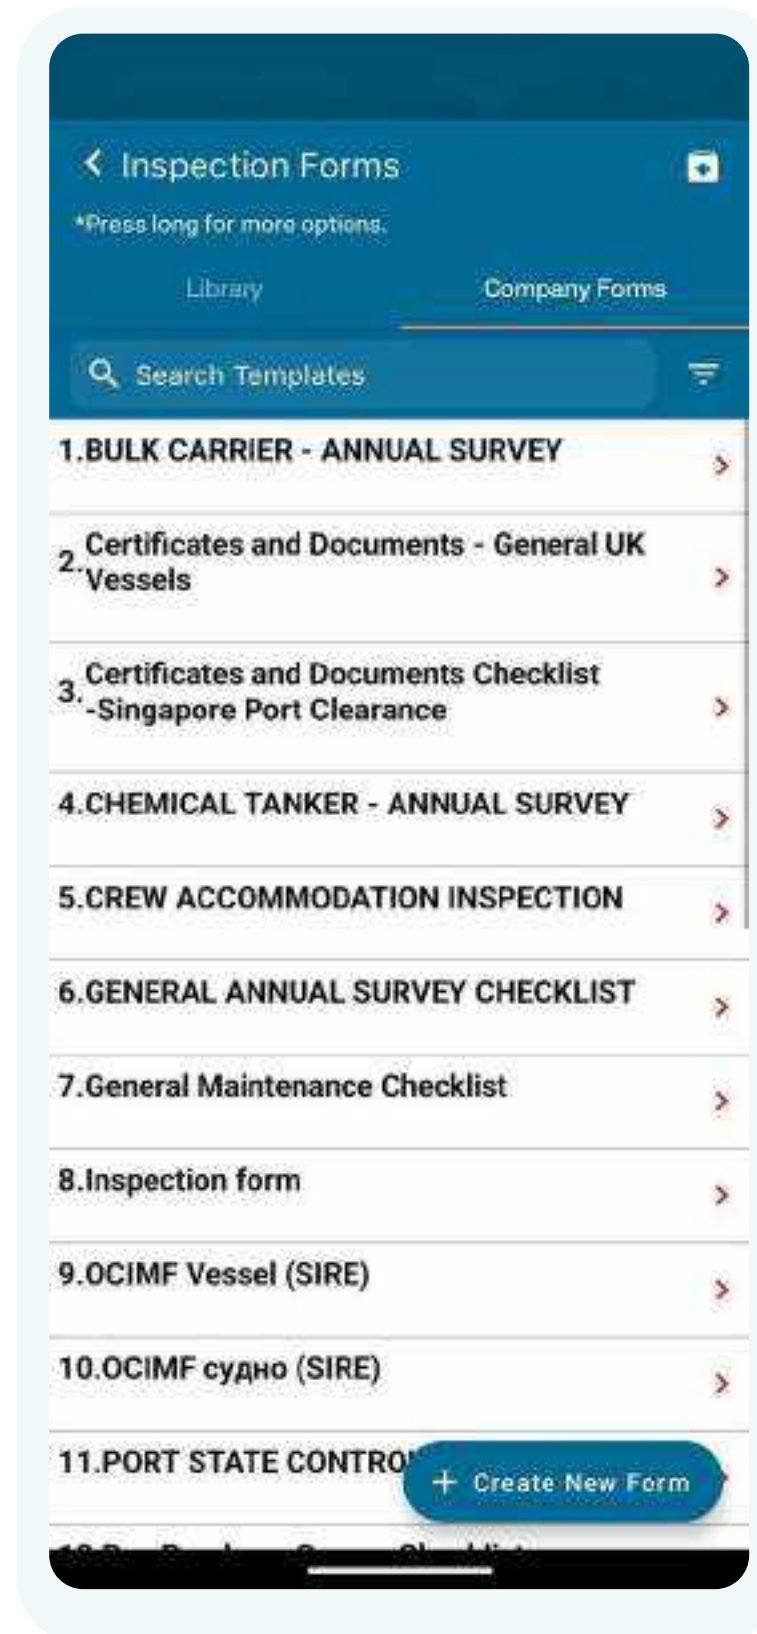 Inspection Forms
*Press long for more options.
Library
Company Forms
Search Templates
1.BULK CARRIER - ANNUAL SURVEY
2.Certificates and Documents - General UK
Vessels
3.Certificates and Documents Checklist
-Singapore Port Clearance
4.CHEMICAL TANKER - ANNUAL SURVEY
5.CREW ACCOMMODATION INSPECTION
6.GENERAL ANNUAL SURVEY CHECKLIST
7.General Maintenance Checklist
8.Inspection form
9.OCIMF Vessel (SIRE)
10.OCIMF судно (SIRE)
11.PORT STATE
+ Create New Form